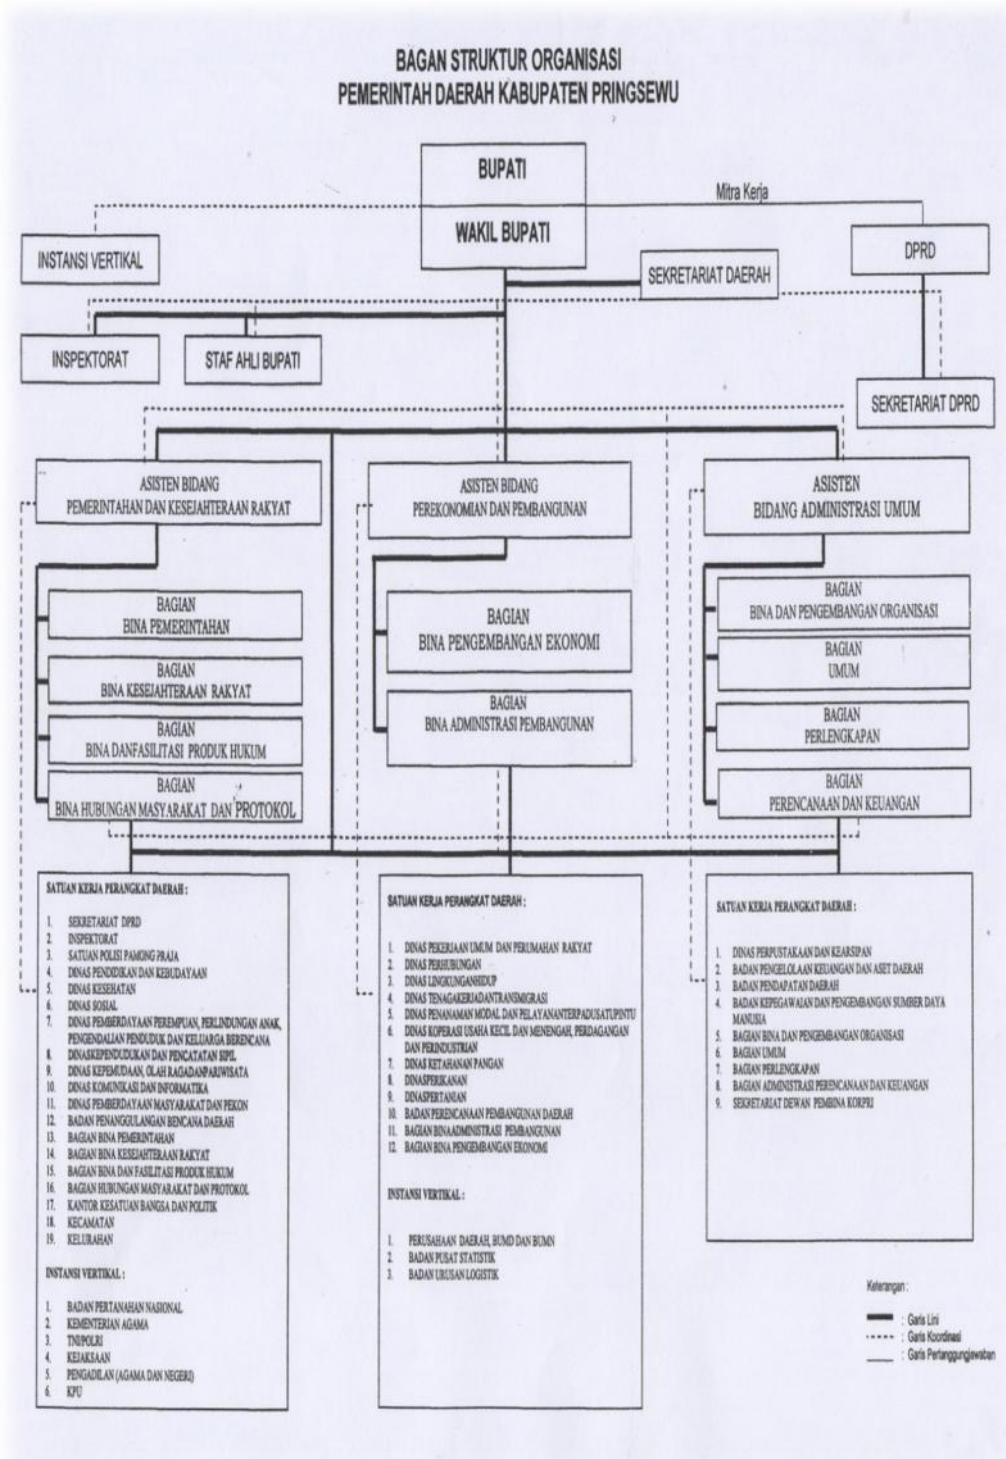 BAGAN STRUKTUR ORGANISASI
PEMERINTAH DAERAH KABUPATEN PRINGSEWU
BUPATI
Mitra Kerja
WAKIL BUPATI
INSTANSI VERTIKAL
DPRD
SEKRETARIAT DAERAH
INSPEKTORAT
STAF AHLI BUPATI
SEKRETARIAT DPRD
ASISTEN BIDANG
PEMERINTAHAN DAN KESEJAHTERAAN RAKYAT
BAGIAN
BINA PEMERINTAHAN
BAGIAN
BINA KESEJAHTERAAN RAKYAT
BAGIAN
BINA DANFASILITASI PRODUK HUKUM
BAGIAN
BINA HUBUNGAN MASYARAKAT DAN PROTOKOL
ASISTEN BIDANG
PEREKONOMIAN DAN PEMBANGUNAN
BAGIAN
BINA PENGEMBANGAN EKONOMI
BAGIAN
BINA ADMINISTRASI PEMBANGUNAN
ASISTEN
BIDANG ADMINISTRASI UMUM
BAGIAN
BINA DAN PENGEMBANGAN ORGANISASI
BAGIAN
UMUM
BAGIAN
PERLENGKAPAN
BAGIAN
PERENCANAAN DAN KEUANGAN
SATUAN KERJA PERANGKAT DAERAH :
1. SEKRETARIAT DPRD
2. INSPEKTORAT
3. SATUAN POLISI PAMONG PRAJA
4. DINAS PENDIDIKAN DAN KEBUDAYAAN
5. DINAS KESEHATAN
6. DINAS SOSIAL
7. DINAS PEMBERDAYAAN PEREMPUAN, PERLINDUNGAN ANAK,
PENGENDALIAN PENDUDUK DAN KELUARGA BERENCANA
8. DINASKEPENDUDUKAN DAN PENCATATAN SIPIL
9. DINAS KEPEMUDAAN, OLAH RAGADANPARIWISATA
10. DINAS KOMUNIKASI DAN INFORMATIKA
11. DINAS PEMBERDAYAAN MASYARAKAT DAN PEKON
12. BADAN PENANGGULANGAN BENCANA DAERAH
13. BAGIAN BINA PEMERINTAHAN
14. BAGIAN BINA KESEJAHTERAAN RAKYAT
15. BAGIAN BINA DAN FASILITASI PRODUK HUKUM
16. BAGIAN HUBUNGAN MASYARAKAT DAN PROTOKOL
17. KANTOR KESATUAN BANGSA DAN POLITIK
18. KECAMATAN
19. KELURAHAN
INSTANSI VERTIKAL :
1. BADAN PERTANAHAN NASIONAL
2. KEMENTERIAN AGAMA
3. TNI/POLRI
4. KEJAKSAAN
5. PENGADILAN (AGAMA DAN NEGERI)
6. KPU
SATUAN KERJA PERANGKAT DAERAH :
1. DINAS PEKERJAAN UMUM DAN PERUMAHAN RAKYAT
2. DINAS PERHUBUNGAN
3. DINAS LINGKUNGANHIDUP
4. DINAS TENAGAKERJADANTRANSMIGRASI
5. DINAS PENANAMAN MODAL DAN PELAYANANTERPADUSATUPINTU
6. DINAS KOPERASI USAHA KECIL DAN MENENGAH, PERDAGANGAN
DAN PERINDUSTRIAN
7. DINAS KETAHANAN PANGAN
8. DINASPERIKANAN
9. DINASPERTANIAN
10. BADAN PERENCANAAN PEMBANGUNAN DAERAH
11. BAGIAN BINAADMINISTRASI PEMBANGUNAN
12. BAGIAN BINA PENGEMBANGAN EKONOMI
INSTANSI VERTIKAL :
1. PERUSAHAAN DAERAH, BUMD DAN BUMN
2. BADAN PUSAT STATISTIK
3. BADAN URUSAN LOGISTIK
SATUAN KERJA PERANGKAT DAERAH :
1. DINAS PERPUSTAKAAN DAN KEARSIPAN
2. BADAN PENGELOLAAN KEUANGAN DAN ASET DAERAH
3. BADAN PENDAPATAN DAERAH
4. BADAN KEPEGAWAIAN DAN PENGEMBANGAN SUMBER DAYA
MANUSIA
5. BAGIAN BINA DAN PENGEMBANGAN ORGANISASI
6. BAGIAN UMUM
7. BAGIAN PERLENGKAPAN
8. BAGIAN ADMINISTRASI PERENCANAAN DAN KEUANGAN
9. SEKRETARIAT DEWAN PEMBINA KORPRI
Keterangan :
: Garis Lini
: Garis Koordinasi
: Garis Pertanggungjawaban